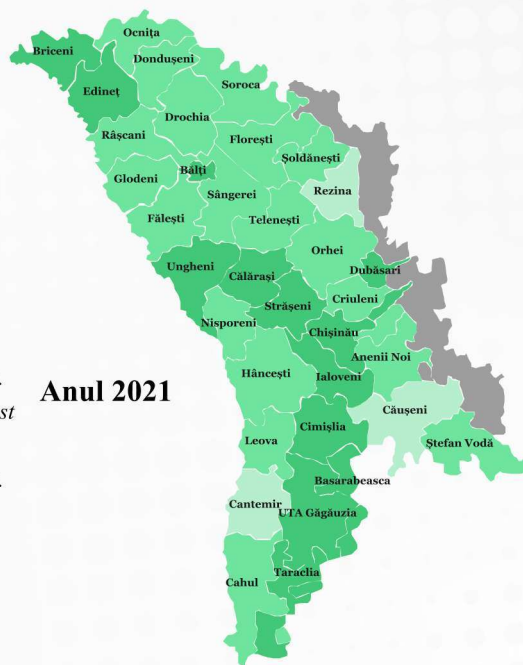 Ocnița
Briceni
Dondușeni
Edineț
Soroca
Drochia
Râșcani
Florești
Șoldănești
Bălți
Glodeni
Rezina
Sângerei
Fălești
Telenești
Orhei
Ungheni
Dubăsari
Călărași
Criuleni
Strășeni
Nisporeni
Chișinău
Anenii Noi
Hâncești
Ialoveni
Anul 2021
st
Căușeni
Cimișlia
Leova
Ștefan Vodă
Basarabeasca
Cantemir
UTA Găgăuzia
Taraclia
Cahul